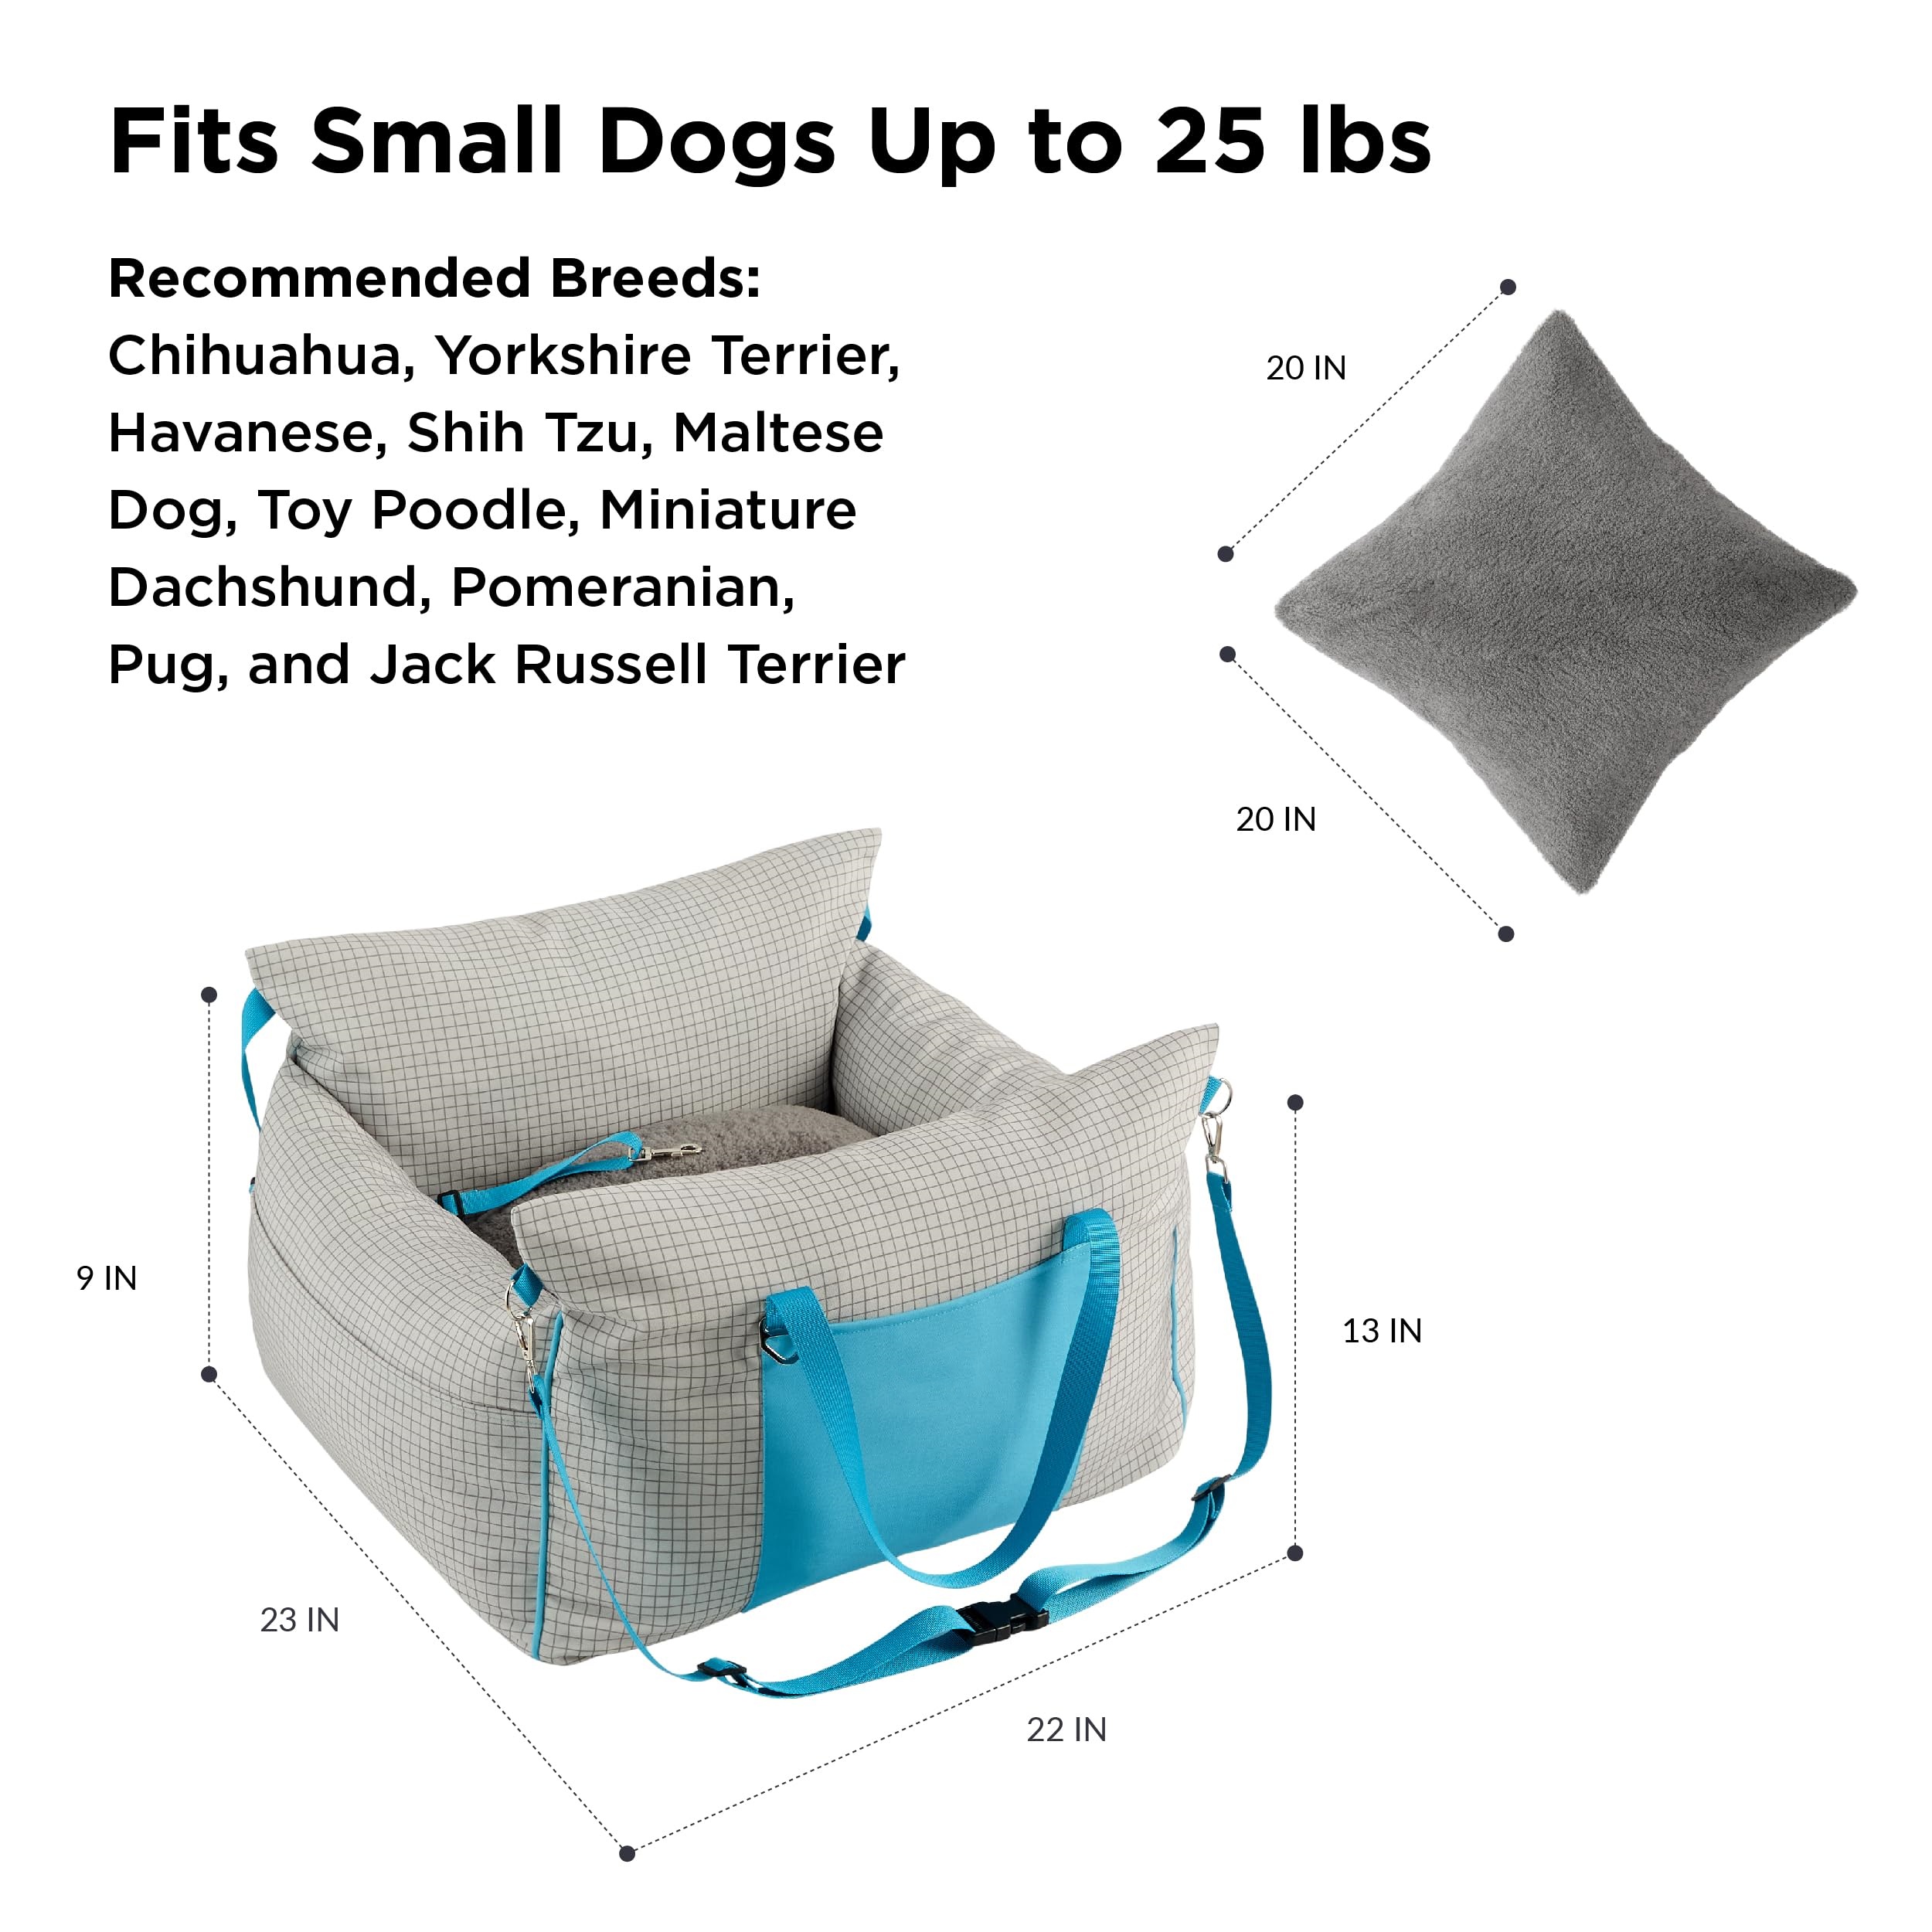 Fits Small Dogs Up to 25 lbs
Recommended Breeds:
Chihuahua, Yorkshire Terrier,
Havanese, Shih Tzu, Maltese
Dog, Toy Poodle, Miniature
Dachshund, Pomeranian,
Pug, and Jack Russell Terrier
20 IN
20 IN
9 IN
13 IN
23 IN
22 IN